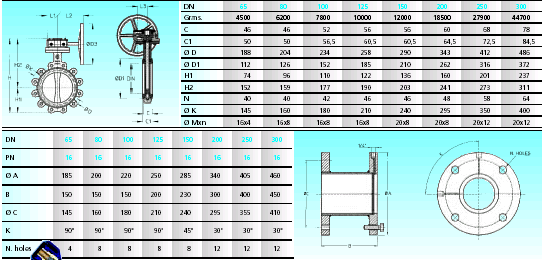 DN 65 80 100 125 150 200 250 300
Grms. 4500 6200 7800 10000 12000 18500 27900 44700
C 46 46 52 56 56 60 68 78
C1 50 50 56,5 60,5 60,5 64,5 72,5 84,5
Ø D 188 204 234 258 290 343 412 486
Ø D1 112 126 152 185 210 262 316 372
H1 74 96 110 122 136 160 201 237
H2 152 159 177 190 203 241 273 311
N 40 40 42 46 46 48 58 64
Ø K 145 160 180 210 240 295 350 400
Ø Mxn 16x4 16x8 16x8 16x8 20x8 20x8 20x12 20x12
L1 L2
L3
ØD3
H2
H
H1
ØD1
DN
ØK
C
C1
DN 65 80 100 125 150 200 250 300
PN 16 16 16 16 16 16 16 16
Ø A 185 200 220 250 285 340 405 460
B 150 150 150 200 230 300 400 450
Ø C 145 160 180 210 240 295 355 410
K 90° 90° 90° 90° 45° 30° 30° 30°
N. holes 4 8 8 8 8 12 12 12
N. HOLES
B